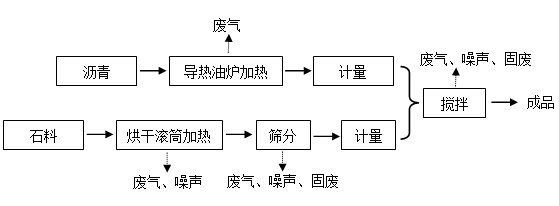 废气
沥青
导热油炉加热
计量
废气、噪声、固废
搅拌
成品
石料
烘干滚筒加热
筛分
计量
废气、噪声
废气、噪声、固废